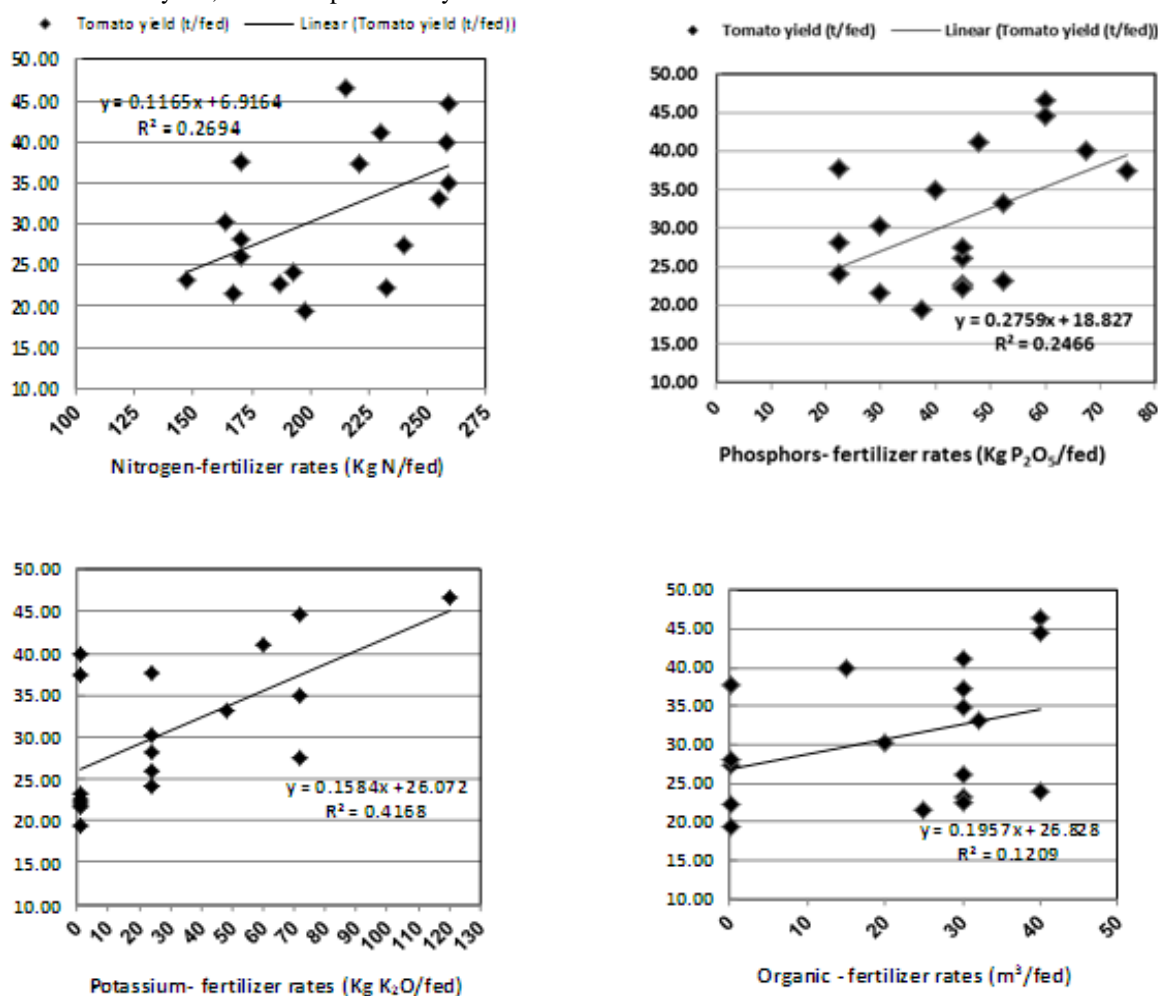 Tomato yield (t/fed) Linear (Tomato yield (t/fed))
50.00
45.00
40.00
35.00
30.00
25.00
20.00
15.00
10.00
y = 0.1165x + 6.9164
R² = 0.2694
100 125 150 175 200 225 250 275
Nitrogen-fertilizer rates (Kg N/fed)
Tomato yield (t/fed) Linear (Tomato yield (t/fed))
50.00
45.00
40.00
35.00
30.00
25.00
20.00
15.00
10.00
y = 0.2759x + 18.827
R² = 0.2466
0 10 20 30 40 50 60 70 80
Phosphors- fertilizer rates (Kg P₂O₅/fed)
50.00
45.00
40.00
35.00
30.00
25.00
20.00
15.00
10.00
y = 0.1584x + 26.072
R² = 0.4168
0 10 20 30 40 50 60 70 80 90 100 110 120 130
Potassium- fertilizer rates (Kg K₂O/fed)
50.00
45.00
40.00
35.00
30.00
25.00
20.00
15.00
10.00
y = 0.1957x + 26.828
R² = 0.1209
0 10 20 30 40 50
Organic - fertilizer rates (m³/fed)